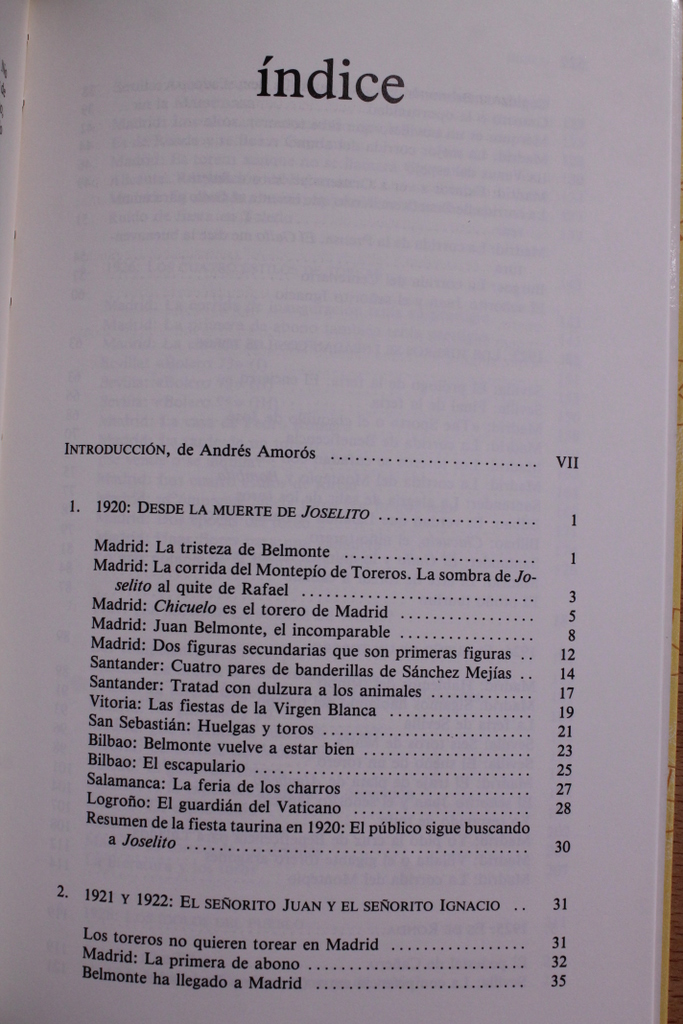 índice
INTRODUCCIÓN, de Andrés Amorós ........................ VII
1. 1920: DESDE LA MUERTE DE JOSELITO .................. 1
Madrid: La tristeza de Belmonte ...................... 1
Madrid: La corrida del Montepío de Toreros. La sombra de Jo-
selito al quite de Rafael ........................... 3
Madrid: Chicuelo es el torero de Madrid ............... 5
Madrid: Juan Belmonte, el incomparable ............... 8
Madrid: Dos figuras secundarias que son primeras figuras .. 12
Santander: Cuatro pares de banderillas de Sánchez Mejías .. 14
Santander: Tratad con dulzura a los animales ........... 17
Vitoria: Las fiestas de la Virgen Blanca ................ 19
San Sebastián: Huelgas y toros ....................... 21
Bilbao: Belmonte vuelve a estar bien .................. 23
Bilbao: El escapulario .............................. 25
Salamanca: La feria de los charros .................... 27
Logroño: El guardián del Vaticano .................... 28
Resumen de la fiesta taurina en 1920: El público sigue buscando
a Joselito ...................................... 30
2. 1921 Y 1922: EL SEÑORITO JUAN Y EL SEÑORITO IGNACIO .. 31
Los toreros no quieren torear en Madrid ............... 31
Madrid: La primera de abono ........................ 32
Belmonte ha llegado a Madrid ....................... 35